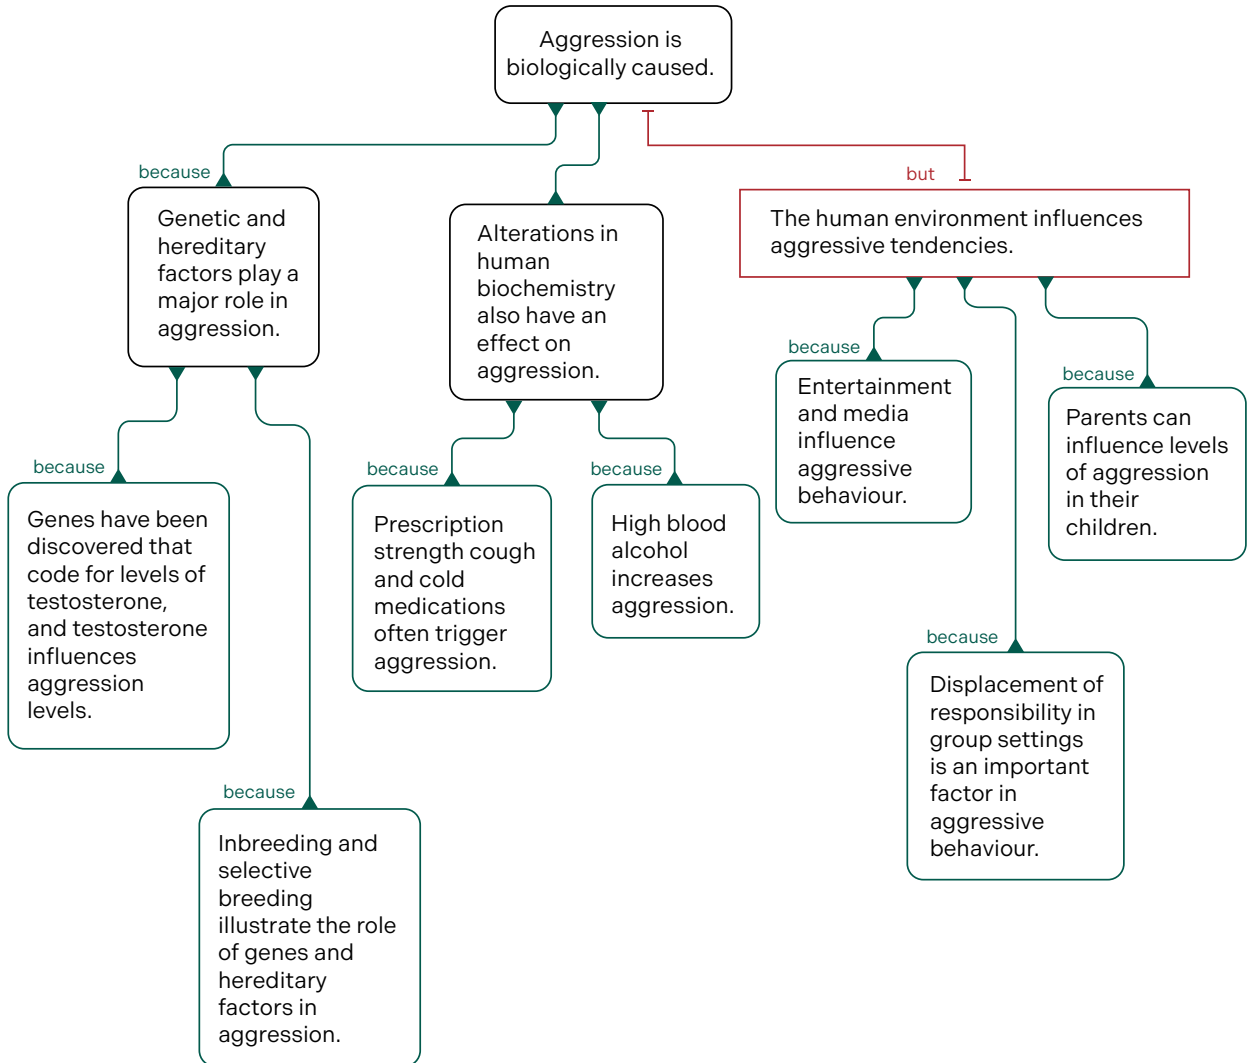 Aggression is
biologically caused.
because
Genetic and
hereditary
factors play a
major role in
aggression.
Alterations in
human
biochemistry
also have an
effect on
aggression.
but
The human environment influences
aggressive tendencies.
because
Genes have been
discovered that
code for levels of
testosterone,
and testosterone
influences
aggression
levels.
because
Inbreeding and
selective
breeding
illustrate the role
of genes and
hereditary
factors in
aggression.
because
Prescription
strength cough
and cold
medications
often trigger
aggression.
because
High blood
alcohol
increases
aggression.
because
Entertainment
and media
influence
aggressive
behaviour.
because
Displacement of
responsibility in
group settings
is an important
factor in
aggressive
behaviour.
because
Parents can
influence levels
of aggression
in their
children.